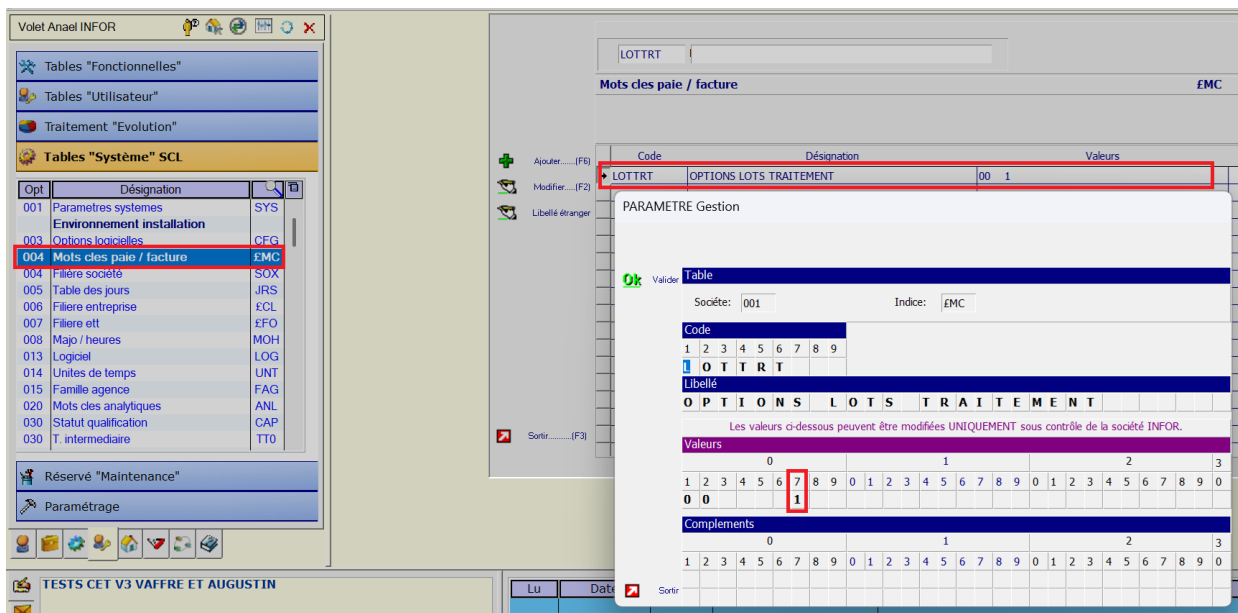 Volet Anael INFOR
Tables "Fonctionnelles"
Tables "Utilisateur"
Traitement "Evolution"
Tables "Système" SCL
Opt Désignation
001 Parametres systemes SYS
Environnement installation
003 Options logicielles CFG
004 Mots cles paie / facture £MC
004 Filière société SOX
005 Table des jours JRS
006 Filiere entreprise £CL
007 Filiere ett £FO
008 Majo / heures MOH
013 Logiciel LOG
014 Unites de temps UNT
015 Famille agence FAG
020 Mots cles analytiques ANL
030 Statut qualification CAP
030 T. intermediaire TT0
Réservé "Maintenance"
Paramétrage
TESTS CET V3 VAFFRE ET AUGUSTIN
LOTTRT
Mots cles paie / facture £MC
Ajouter.......(F6)
Modifier.....(F2)
Libellé étranger
Sortir..........(F3)
Code Désignation Valeurs
LOTTRT OPTIONS LOTS TRAITEMENT 00 1
PARAMETRE Gestion
Ok Valider
Table
Societe: 001 Indice: £MC
Code
1 2 3 4 5 6 7 8 9
L O T T R T
Libellé
O P T I O N S L O T S T R A I T E M E N T
Les valeurs ci-dessous peuvent être modifiées UNIQUEMENT sous contrôle de la société INFOR.
Valeurs
0 1 2 3
1 2 3 4 5 6 7 8 9 0 1 2 3 4 5 6 7 8 9 0 1 2 3 4 5 6 7 8 9 0
0 0 1
Complements
0 1 2 3
1 2 3 4 5 6 7 8 9 0 1 2 3 4 5 6 7 8 9 0 1 2 3 4 5 6 7 8 9 0
Sortir
Lu Date